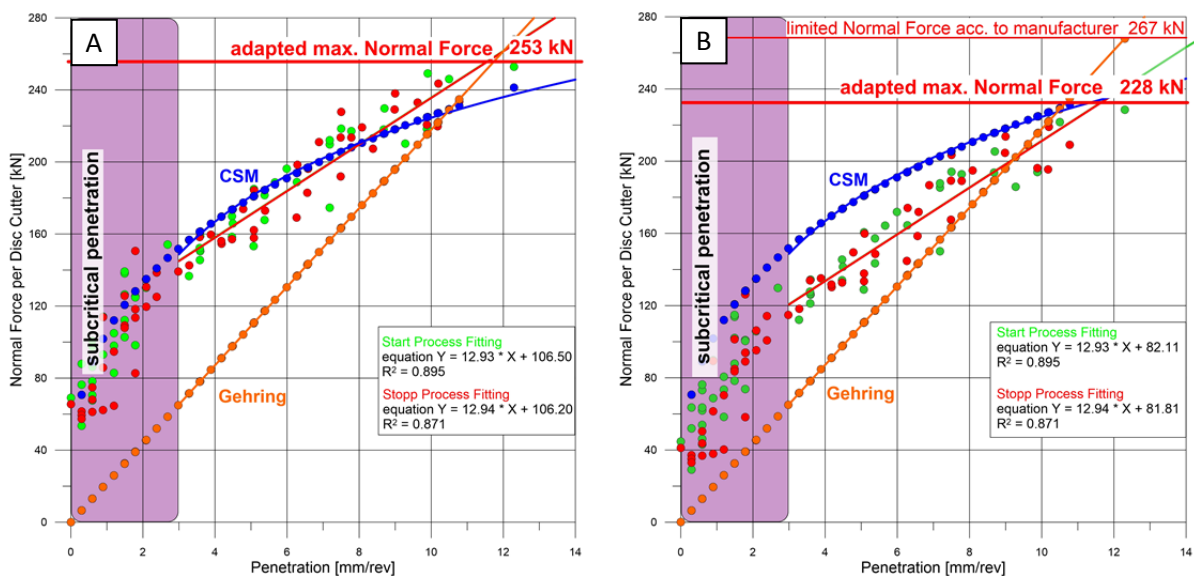 A
adapted max. Normal Force 253 kN
subcritical penetration
CSM
Gehring
Start Process Fitting
equation Y = 12.93 * X + 106.50
R² = 0.895
Stopp Process Fitting
equation Y = 12.94 * X + 106.20
R² = 0.871
Normal Force per Disc Cutter [kN]
280
240
200
160
120
80
40
0
0 2 4 6 8 10 12 14
Penetration [mm/rev]
B
limited Normal Force acc. to manufacturer 267 kN
adapted max. Normal Force 228 kN
subcritical penetration
CSM
Gehring
Start Process Fitting
equation Y = 12.93 * X + 82.11
R² = 0.895
Stopp Process Fitting
equation Y = 12.94 * X + 81.81
R² = 0.871
Normal Force per Disc Cutter [kN]
280
240
200
160
120
80
40
0
0 2 4 6 8 10 12 14
Penetration [mm/rev]